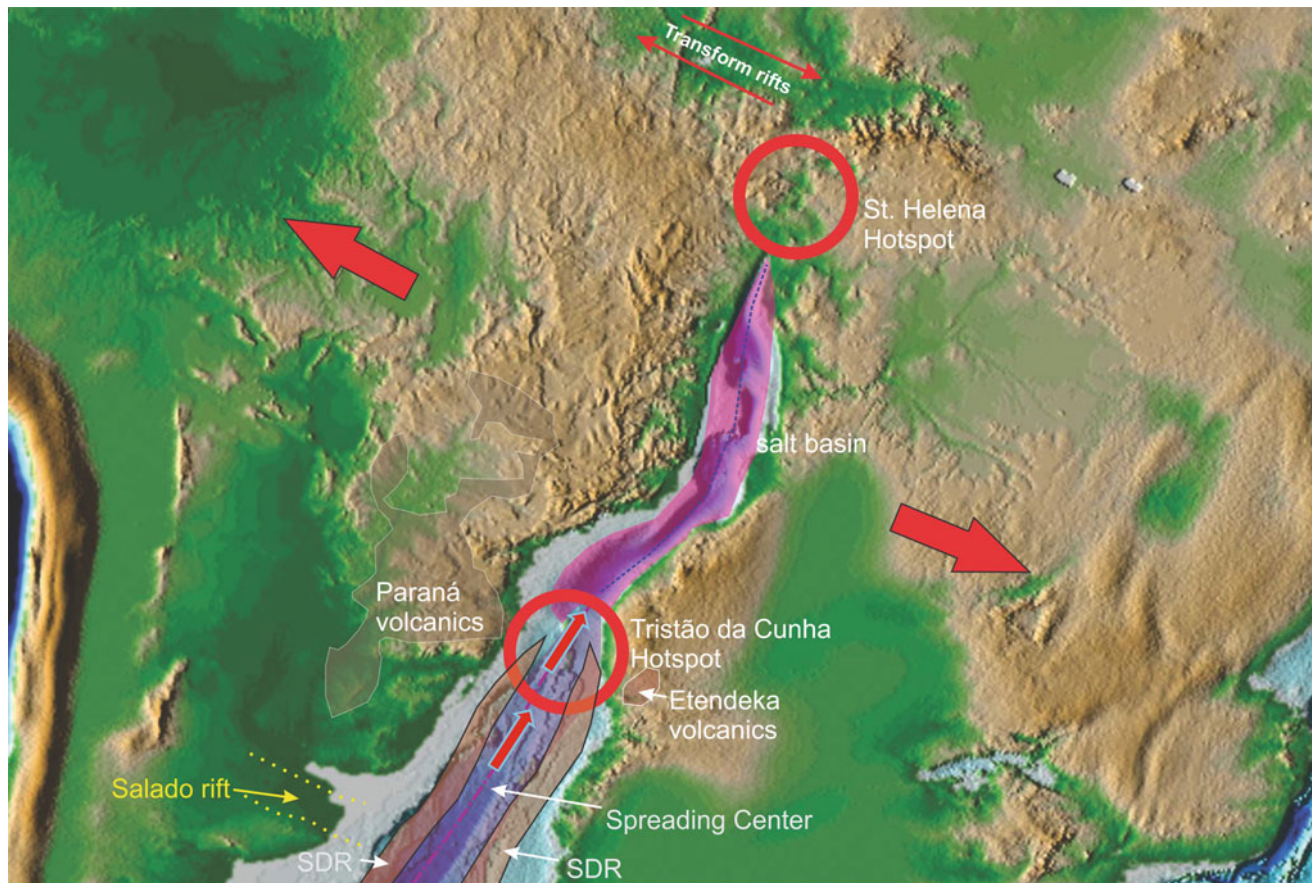 Transform rifts
St. Helena
Hotspot
salt basin
Paraná
volcanics
Tristão da Cunha
Hotspot
Etendeka
volcanics
Salado rift
Spreading Center
SDR
SDR